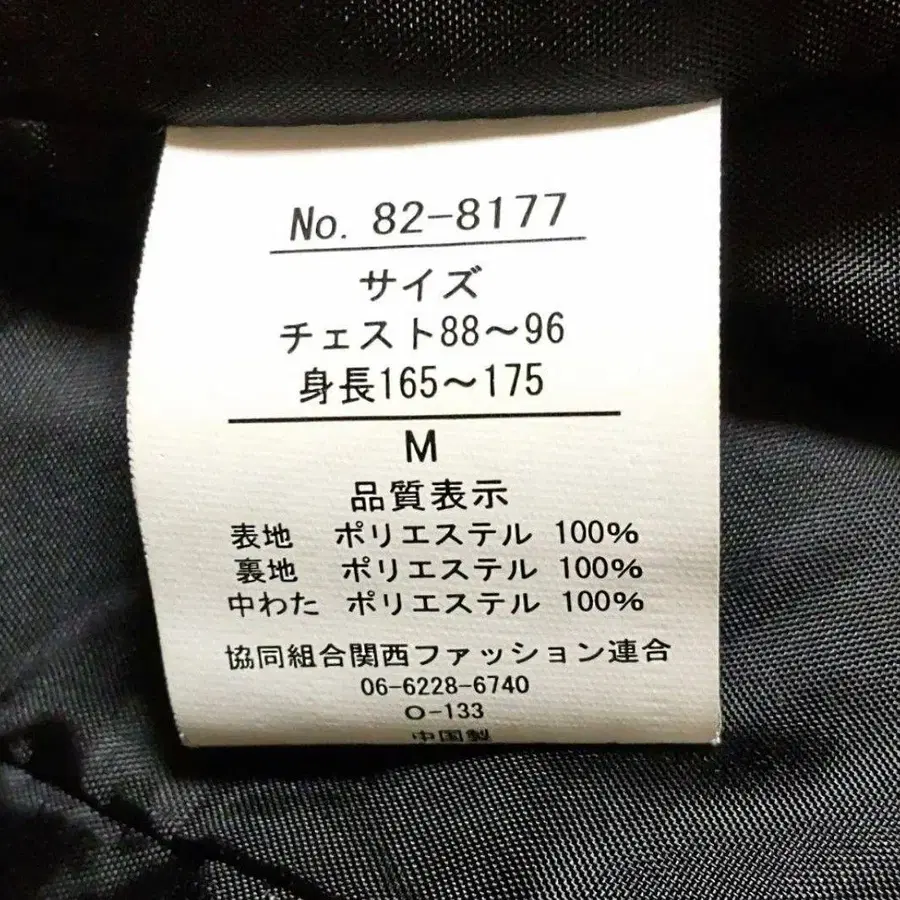 No. 82-8177
サイズ
チェスト88〜96
身長165〜175
M
品質表示
表地 ポリエステル 100%
裏地 ポリエステル 100%
中わた ポリエステル 100%
協同組合関西ファッション連合
06-6228-6740
O-133
中国製